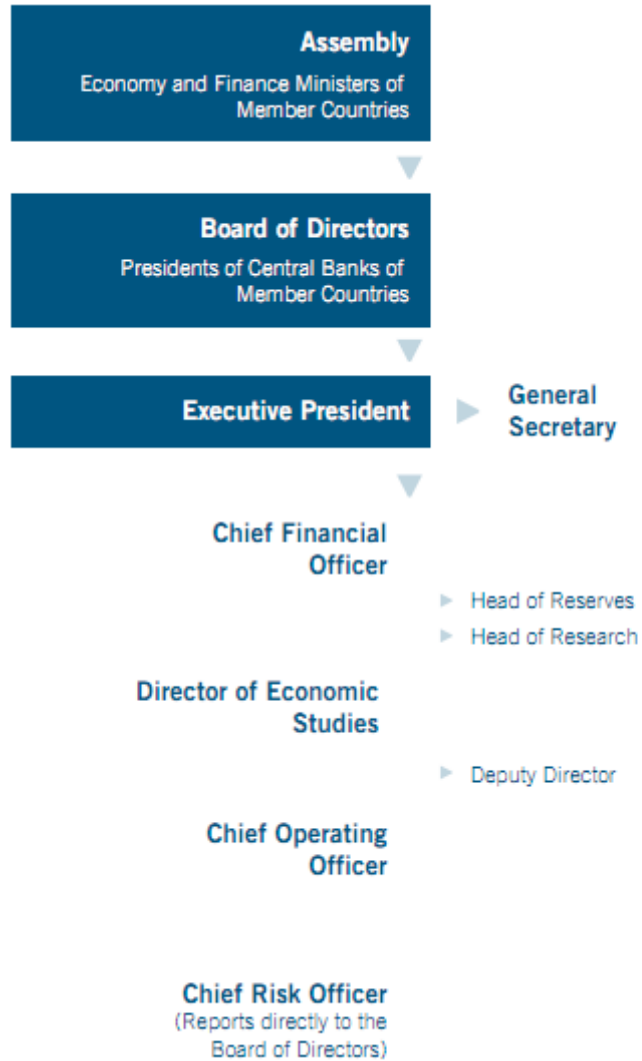 Assembly
Economy and Finance Ministers of
Member Countries
Board of Directors
Presidents of Central Banks of
Member Countries
Executive President
General
Secretary
Chief Financial
Officer
Head of Reserves
Head of Research
Director of Economic
Studies
Deputy Director
Chief Operating
Officer
Chief Risk Officer
(Reports directly to the
Board of Directors)